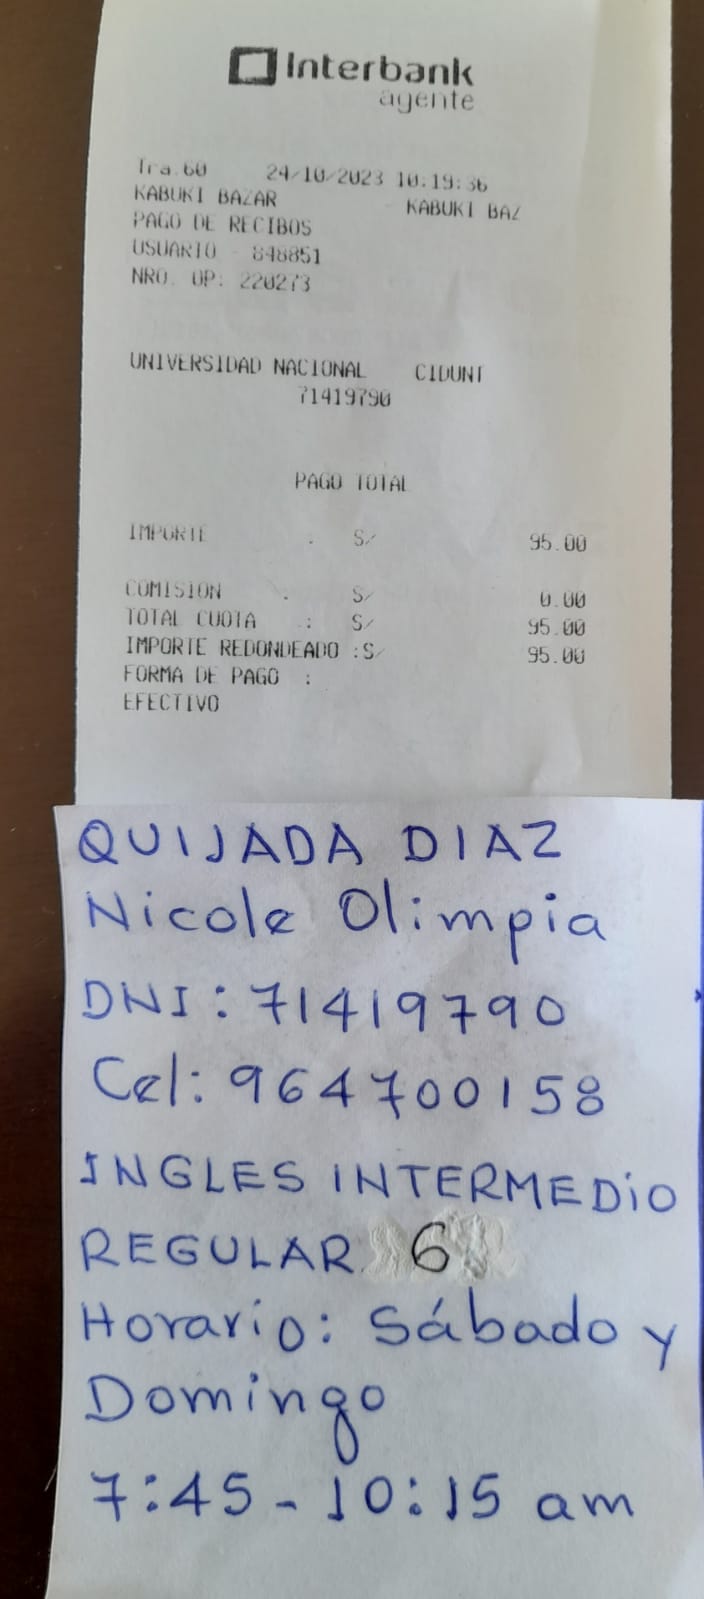 Interbank
agente
Tra.60 24/10/2023 10:19:36
KABUKI BAZAR KABUKI BAZ
PAGO DE RECIBOS
USUARIO - 848851
NRO. OP: 220273
UNIVERSIDAD NACIONAL CIDUNT
71419790
PAGO TOTAL
IMPORTE : S/ 95.00
COMISION : S/ 0.00
TOTAL CUOTA : S/ 95.00
IMPORTE REDONDEADO :S/ 95.00
FORMA DE PAGO :
EFECTIVO
QUIJADA DIAZ
Nicole Olimpia
DNI: 71419790
Cel: 964700158
INGLES INTERMEDIO
REGULAR 6
Horario: Sábado y
Domingo
7:45 - 10:15 am